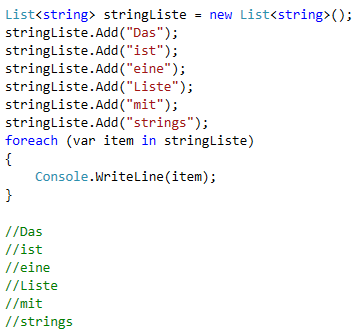 List<string> stringListe = new List<string>();
stringListe.Add("Das");
stringListe.Add("ist");
stringListe.Add("eine");
stringListe.Add("Liste");
stringListe.Add("mit");
stringListe.Add("strings");
foreach (var item in stringListe)
{
    Console.WriteLine(item);
}

//Das
//ist
//eine
//Liste
//mit
//strings